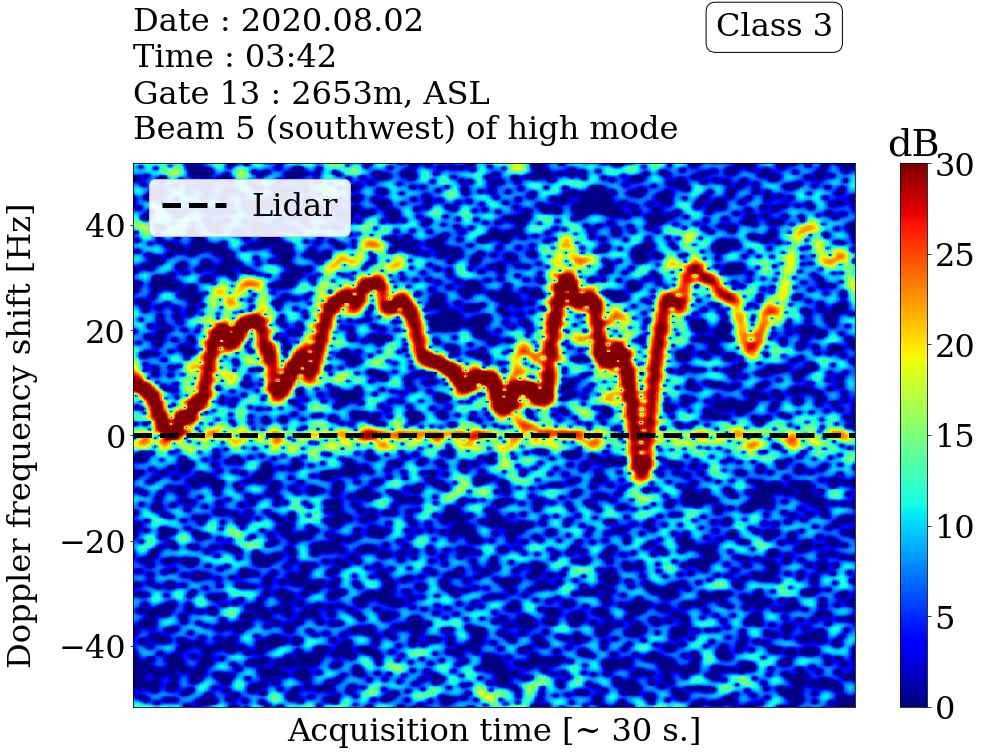 Date : 2020.08.02
Time : 03:42
Gate 13 : 2653m, ASL
Beam 5 (southwest) of high mode
Class 3
dB
Lidar
Doppler frequency shift [Hz]
40
20
0
−20
−40
Acquisition time [~ 30 s.]
30
25
20
15
10
5
0